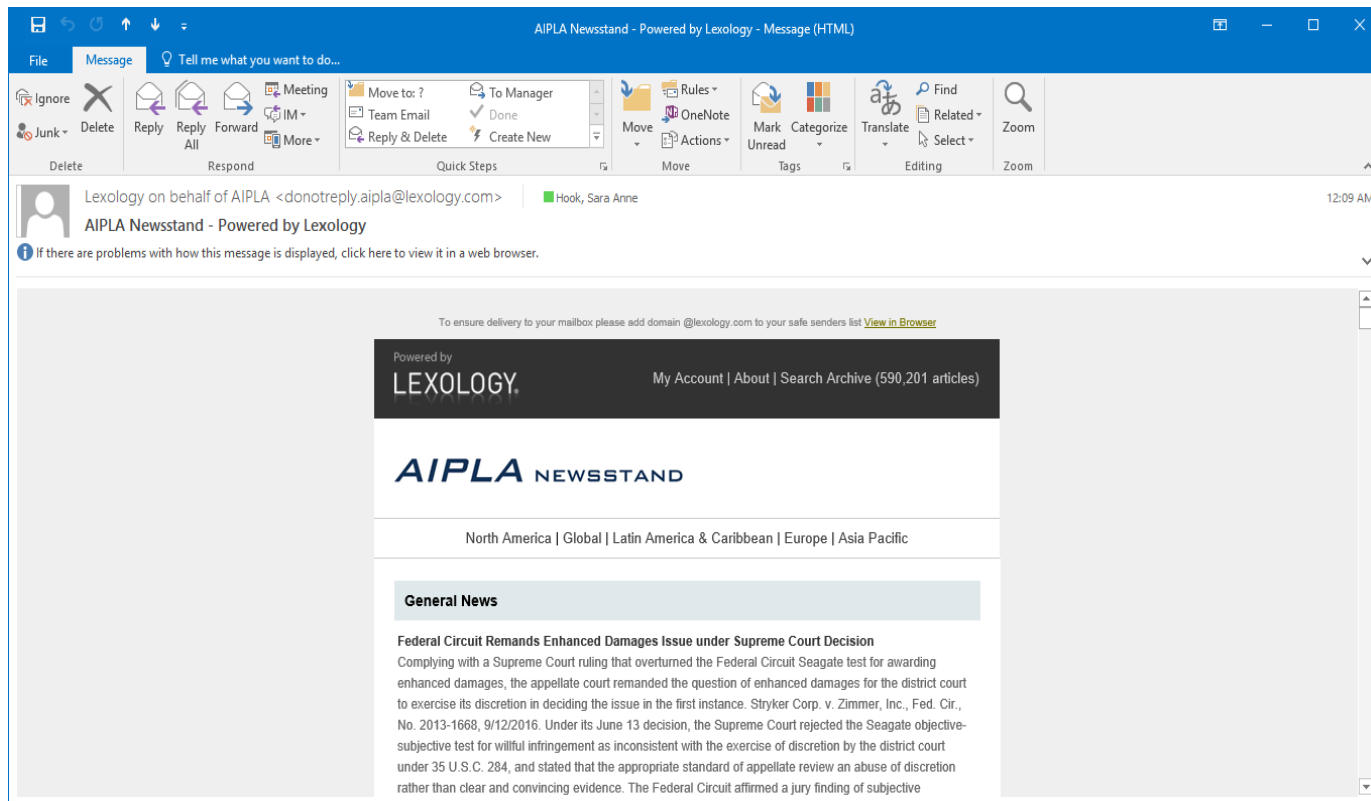 AIPLA Newsstand - Powered by Lexology - Message (HTML)
File Message Tell me what you want to do...
Ignore
Junk
Delete
Reply
Reply All
Forward
Meeting
IM
More
Move to: ?
To Manager
Team Email
Done
Reply & Delete
Create New
Move
Rules
OneNote
Actions
Mark Unread
Categorize
Translate
Find
Related
Select
Zoom
Delete Respond Quick Steps Move Tags Editing Zoom
Lexology on behalf of AIPLA <donotreply.aipla@lexology.com> Hook, Sara Anne 12:09 AM
AIPLA Newsstand - Powered by Lexology
If there are problems with how this message is displayed, click here to view it in a web browser.
To ensure delivery to your mailbox please add domain @lexology.com to your safe senders list View in Browser
Powered by
LEXOLOGY.
My Account | About | Search Archive (590,201 articles)
AIPLA NEWSSTAND
North America | Global | Latin America & Caribbean | Europe | Asia Pacific
General News
Federal Circuit Remands Enhanced Damages Issue under Supreme Court Decision
Complying with a Supreme Court ruling that overturned the Federal Circuit Seagate test for awarding
enhanced damages, the appellate court remanded the question of enhanced damages for the district court
to exercise its discretion in deciding the issue in the first instance. Stryker Corp. v. Zimmer, Inc., Fed. Cir.,
No. 2013-1668, 9/12/2016. Under its June 13 decision, the Supreme Court rejected the Seagate objective-
subjective test for willful infringement as inconsistent with the exercise of discretion by the district court
under 35 U.S.C. 284, and stated that the appropriate standard of appellate review an abuse of discretion
rather than clear and convincing evidence. The Federal Circuit affirmed a jury finding of subjective